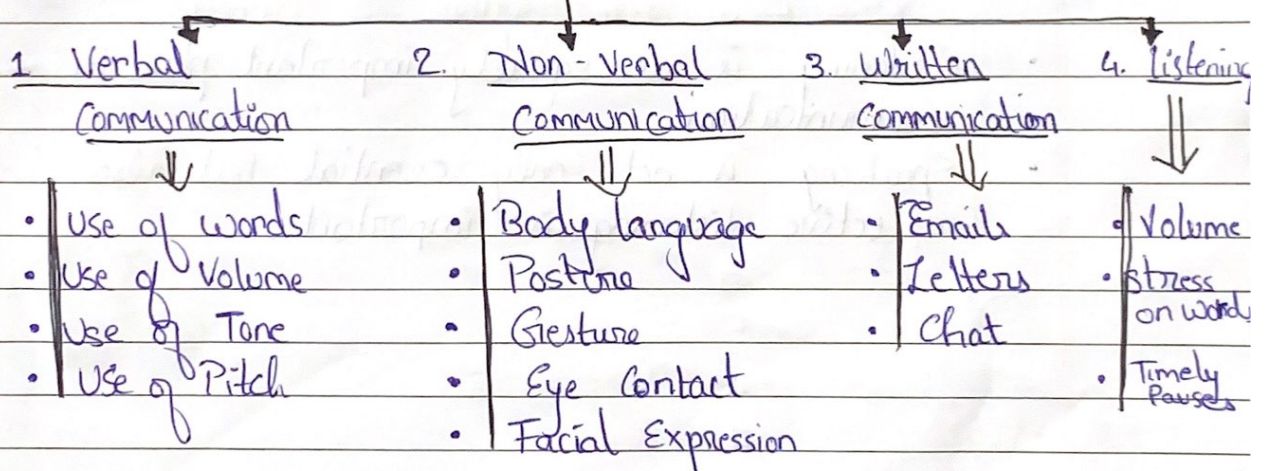 1 Verbal Communication
• Use of words
• Use of Volume
• Use of Tone
• Use of Pitch
2. Non-Verbal Communication
• Body language
• Posture
• Gesture
• Eye Contact
• Facial Expression
3. Written Communication
• Emails
• Letters
• Chat
4. Listening
• Volume
• stress
on words
• Timely
Pauses